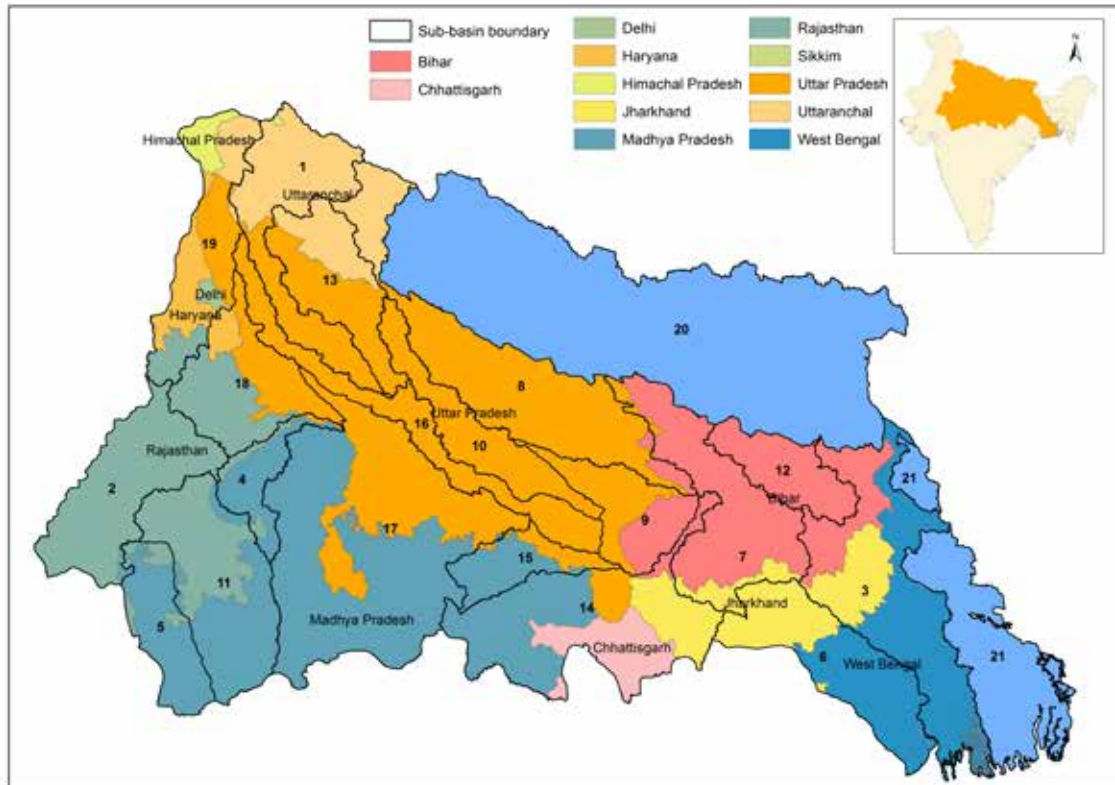 Sub-basin boundary
Bihar
Chhattisgarh
Delhi
Haryana
Himachal Pradesh
Jharkhand
Madhya Pradesh
Rajasthan
Sikkim
Uttar Pradesh
Uttaranchal
West Bengal
N
Himachal Pradesh
1
Uttaranchal
19
13
Delhi
Haryana
20
18
8
Uttar Pradesh
16
10
Rajasthan
4
2
12
Bihar
21
9
17
15
7
11
3
14
Jharkhand
5
Madhya Pradesh
Chhattisgarh
6
West Bengal
21